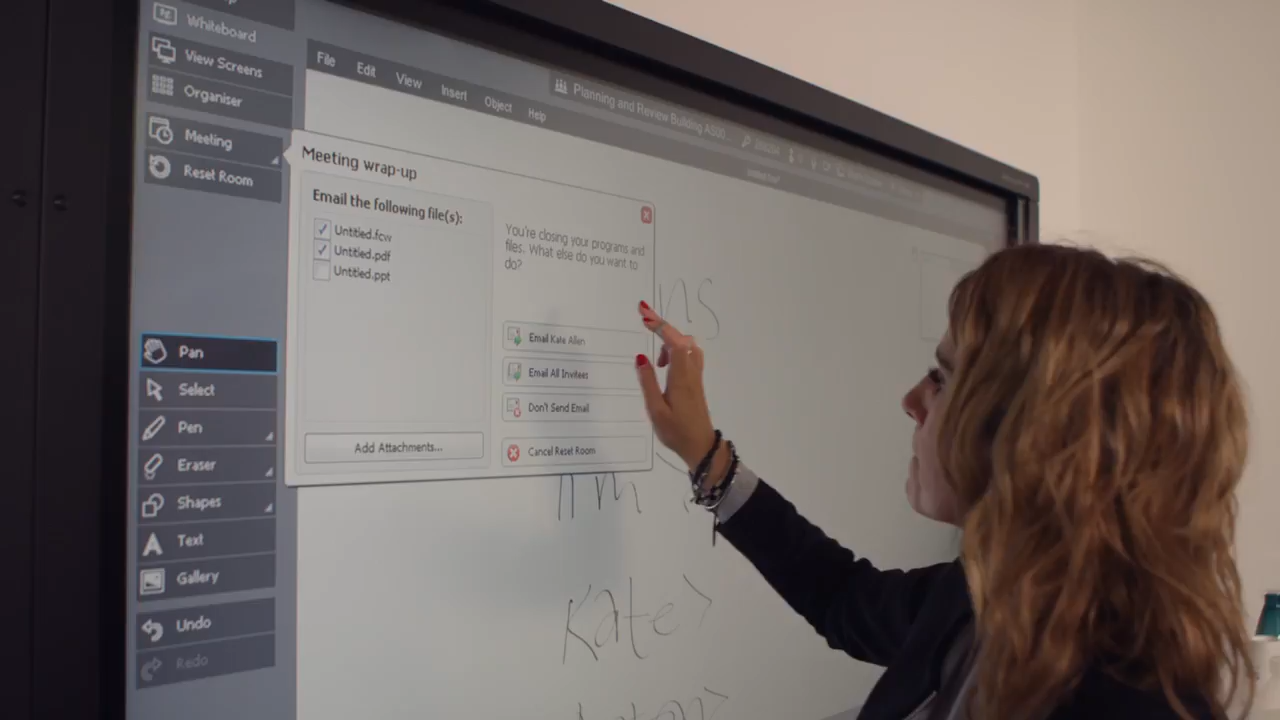 Whiteboard
View Screens
Organiser
Meeting
Reset Room
File Edit View Insert Object Help
Planning and Review Building AS00...
Meeting wrap-up
Email the following file(s):
Untitled.fcw
Untitled.pdf
Untitled.ppt
Add Attachments...
You're closing your programs and
files. What else do you want to
do?
Email Kate Allen
Email All Invitees
Don't Send Email
Cancel Reset Room
Pan
Select
Pen
Eraser
Shapes
Text
Gallery
Undo
Redo
Kate>